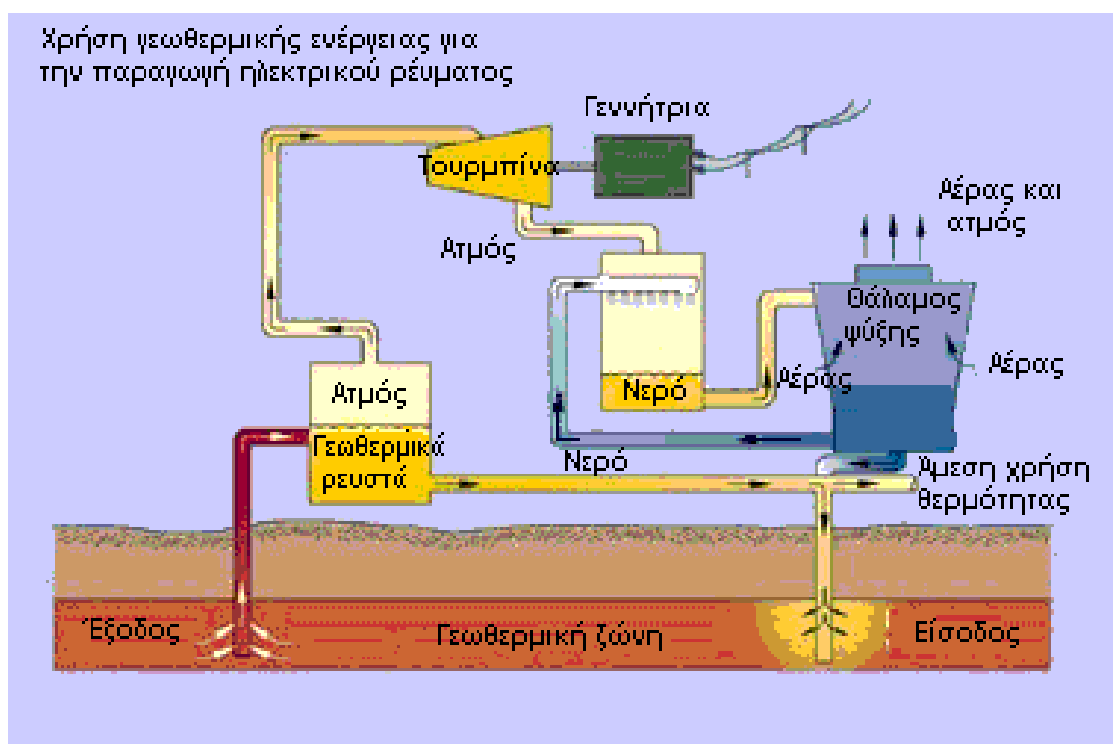 Χρήση γεωθερμικής ενέργειας για
την παραγωγή ηλεκτρικού ρέυματος
Γεννήτρια
Τουρμπίνα
Αέρας και
ατμός
Ατμός
Θάλαμος
ψύξης
Αέρας
Αέρας
Νερό
Ατμός
Γεωθερμικά
ρευστά
Νερό
Άμεση χρήση
θερμότητας
Έξοδος
Γεωθερμική ζώνη
Είσοδος